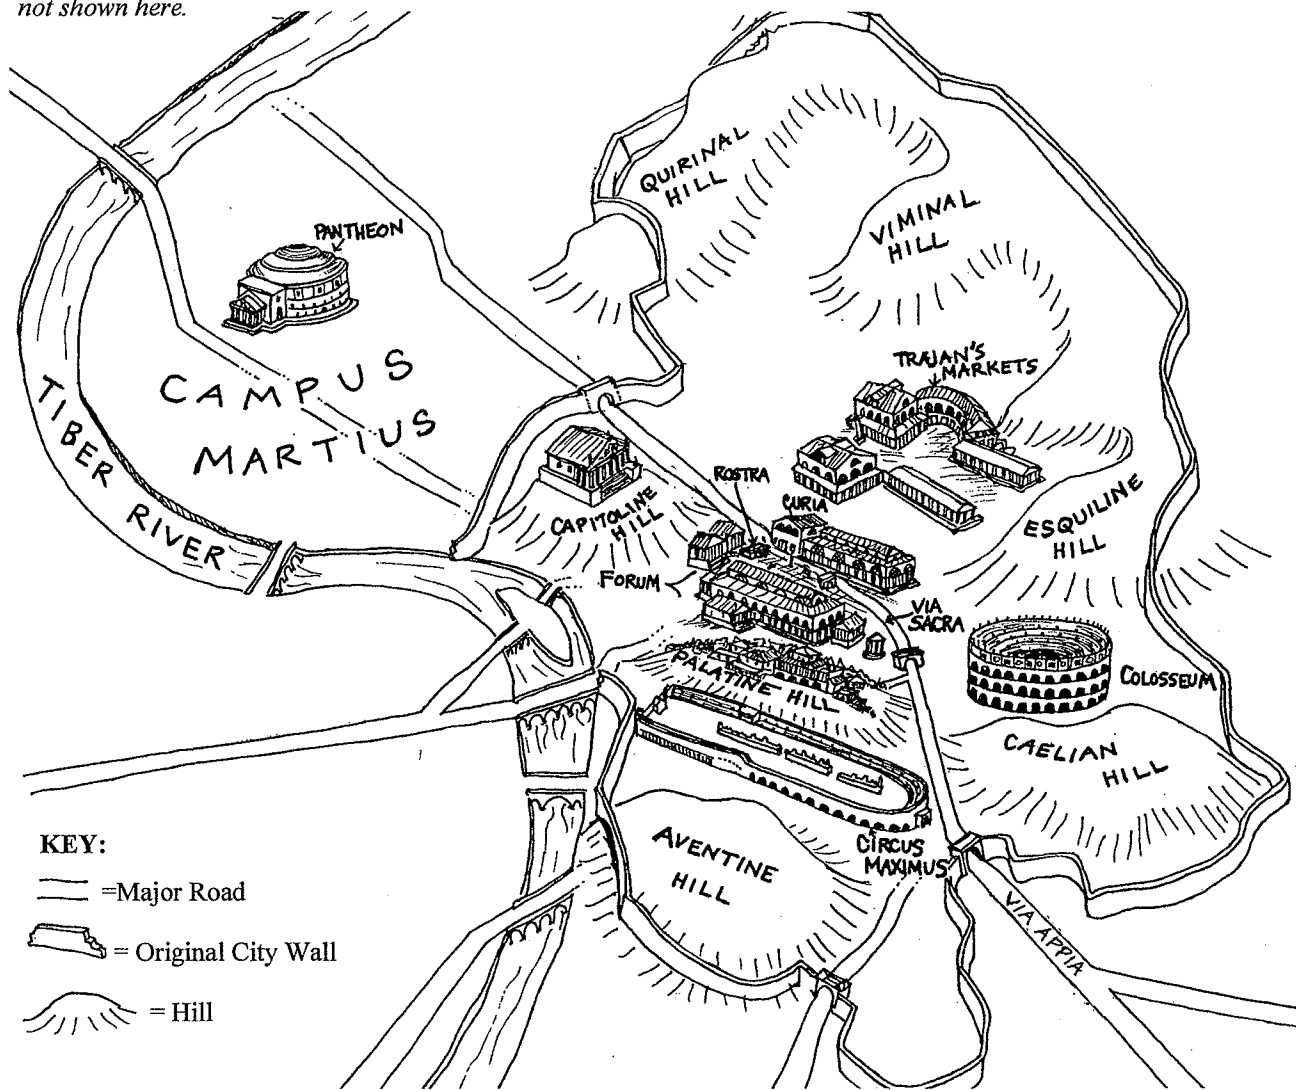 not shown here.
QUIRINAL
HILL
VIMINAL
HILL
PANTHEON
TRAJAN'S
MARKETS
CAMPUS
MARTIUS
TIBER
RIVER
ROSTRA
CURIA
CAPITOLINE
HILL
ESQUILINE
HILL
FORUM
VIA
SACRA
PALATINE HILL
COLOSSEUM
CAELIAN
HILL
AVENTINE
HILL
CIRCUS
MAXIMUS
VIA APPIA
KEY:
=Major Road
= Original City Wall
= Hill